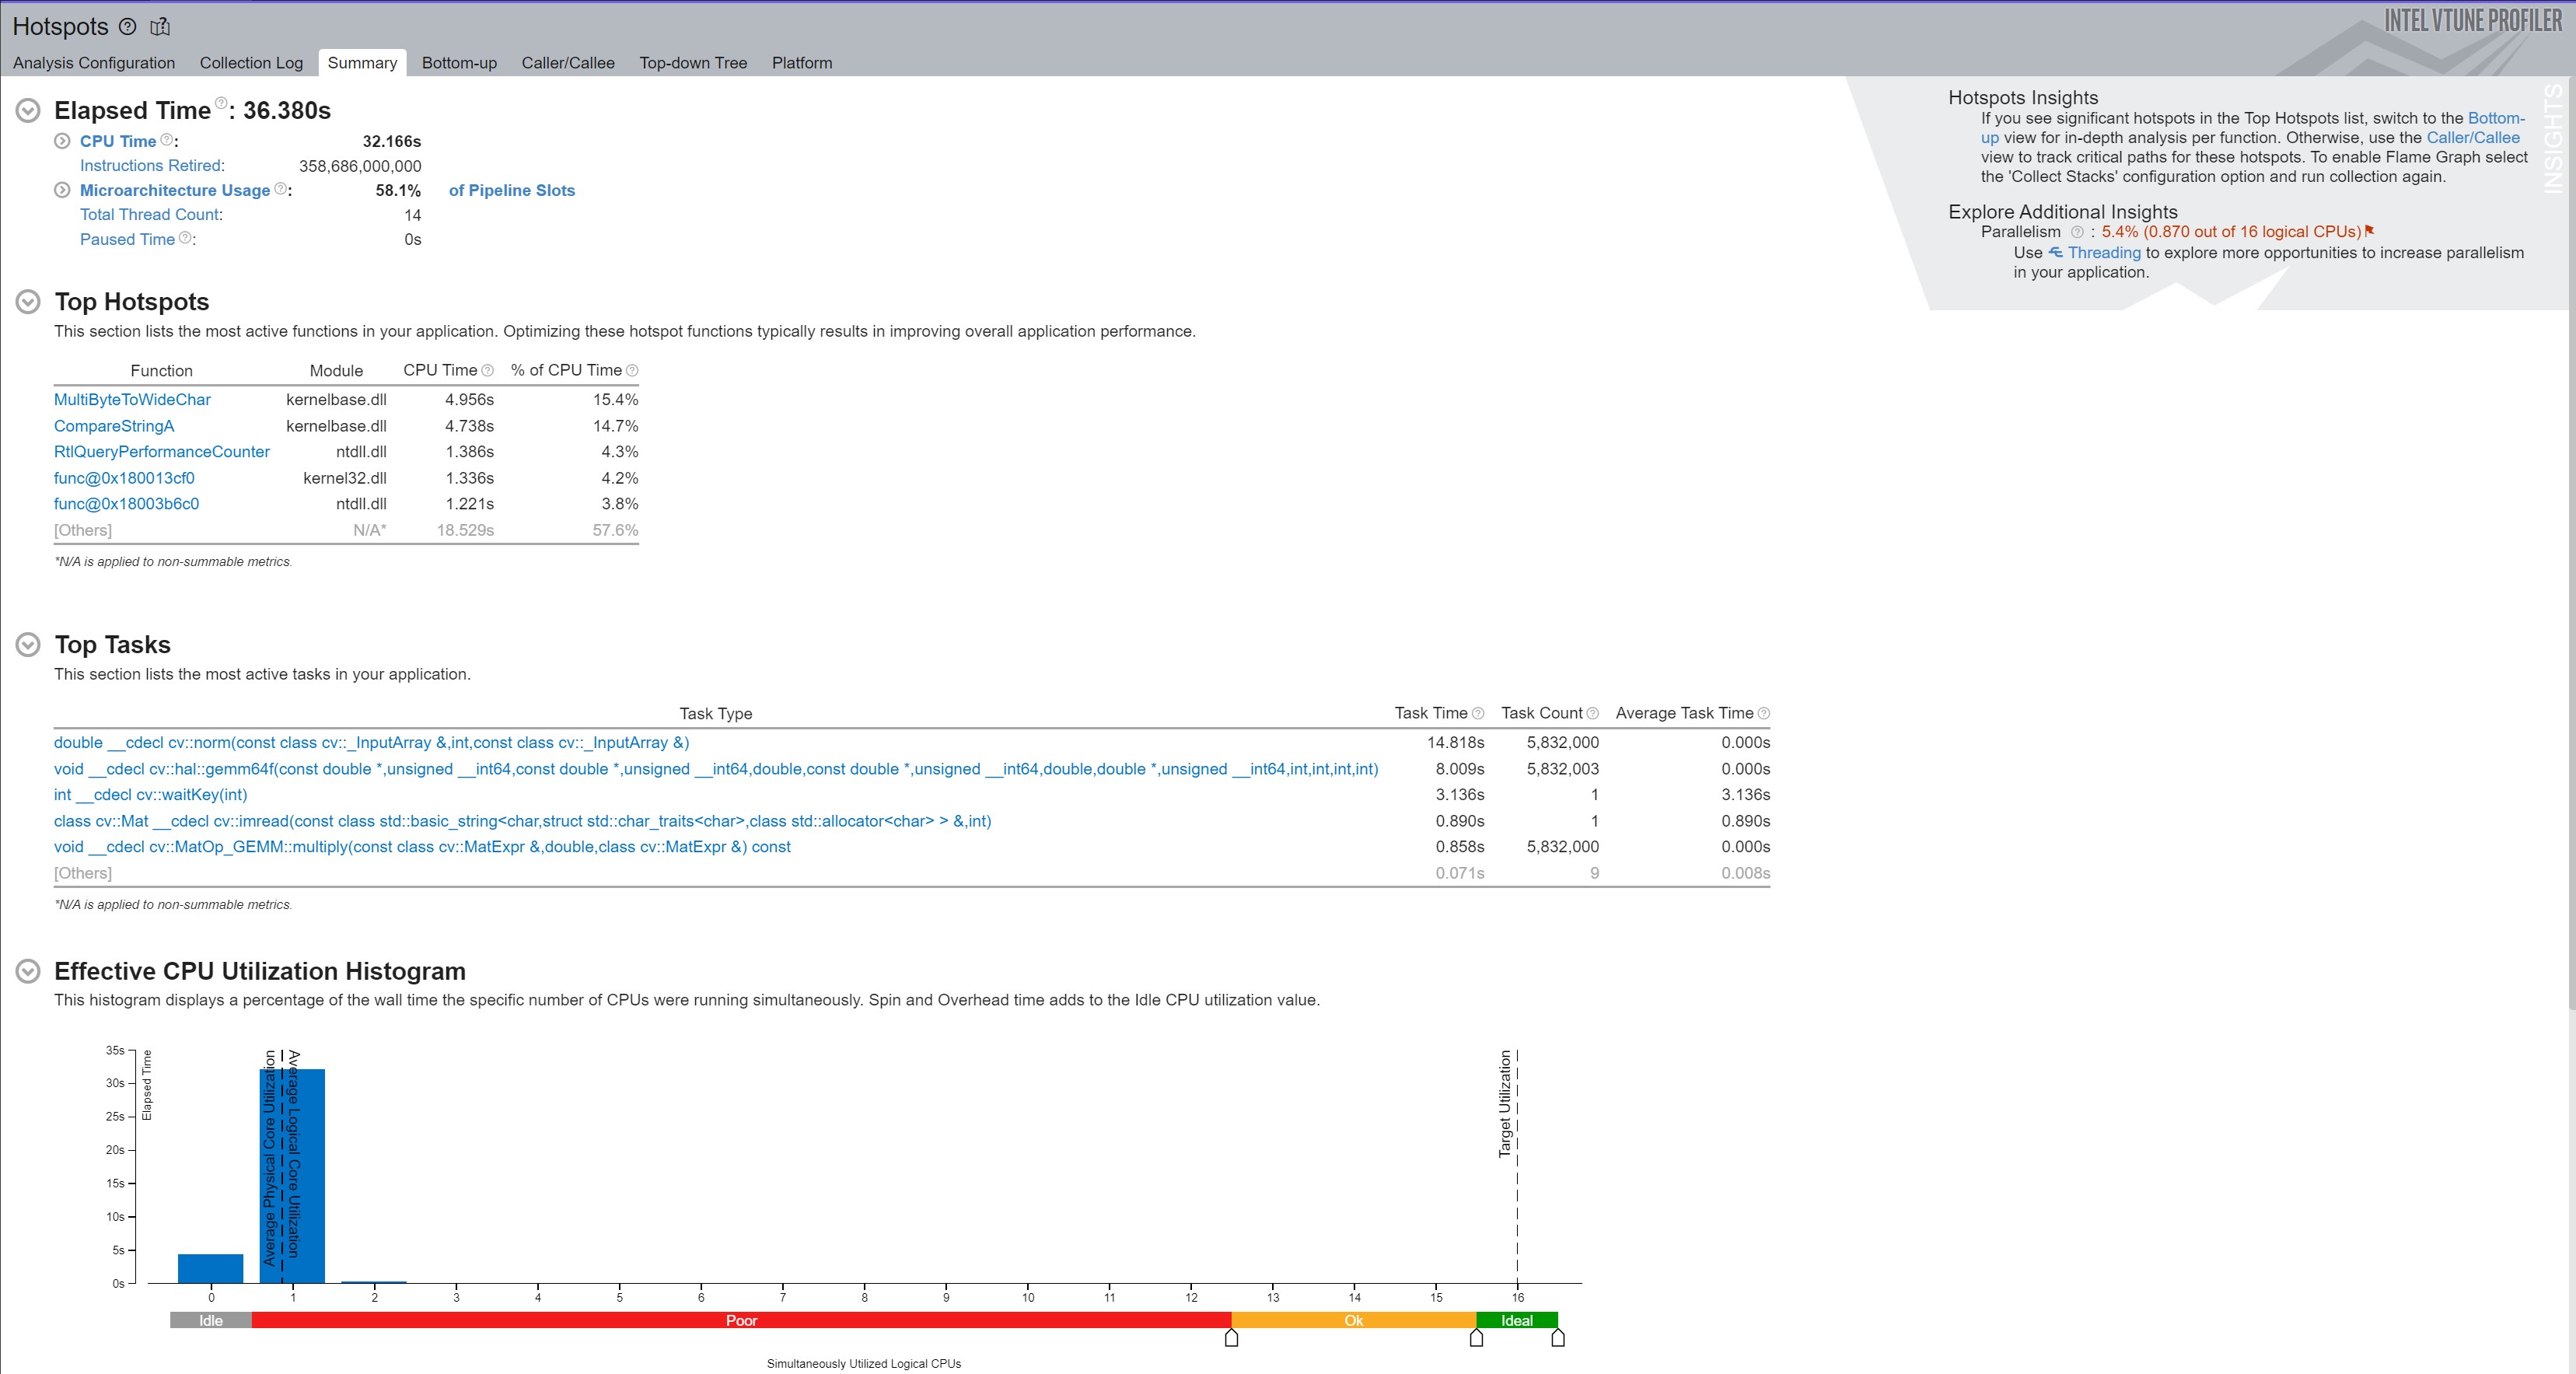 Hotspots
INTEL VTUNE PROFILER
Analysis Configuration Collection Log Summary Bottom-up Caller/Callee Top-down Tree Platform
Elapsed Time: 36.380s
CPU Time: 32.166s
Instructions Retired: 358,686,000,000
Microarchitecture Usage: 58.1% of Pipeline Slots
Total Thread Count: 14
Paused Time: 0s
INSIGHTS
Hotspots Insights
If you see significant hotspots in the Top Hotspots list, switch to the Bottom-
up view for in-depth analysis per function. Otherwise, use the Caller/Callee
view to track critical paths for these hotspots. To enable Flame Graph select
the 'Collect Stacks' configuration option and run collection again.
Explore Additional Insights
Parallelism : 5.4% (0.870 out of 16 logical CPUs)
Use Threading to explore more opportunities to increase parallelism
in your application.
Top Hotspots
This section lists the most active functions in your application. Optimizing these hotspot functions typically results in improving overall application performance.
Function Module CPU Time % of CPU Time
MultiByteToWideChar kernelbase.dll 4.956s 15.4%
CompareStringA kernelbase.dll 4.738s 14.7%
RtlQueryPerformanceCounter ntdll.dll 1.386s 4.3%
func@0x180013cf0 kernel32.dll 1.336s 4.2%
func@0x18003b6c0 ntdll.dll 1.221s 3.8%
[Others] N/A* 18.529s 57.6%
*N/A is applied to non-summable metrics.
Top Tasks
This section lists the most active tasks in your application.
Task Type Task Time Task Count Average Task Time
double __cdecl cv::norm(const class cv::_InputArray &,int,const class cv::_InputArray &) 14.818s 5,832,000 0.000s
void __cdecl cv::hal::gemm64f(const double *,unsigned __int64,const double *,unsigned __int64,double,const double *,unsigned __int64,double,double *,unsigned __int64,int,int,int,int) 8.009s 5,832,003 0.000s
int __cdecl cv::waitKey(int) 3.136s 1 3.136s
class cv::Mat __cdecl cv::imread(const class std::basic_string<char,struct std::char_traits<char>,class std::allocator<char> > &,int) 0.890s 1 0.890s
void __cdecl cv::MatOp_GEMM::multiply(const class cv::MatExpr &,double,class cv::MatExpr &) const 0.858s 5,832,000 0.000s
[Others] 0.071s 9 0.008s
*N/A is applied to non-summable metrics.
Effective CPU Utilization Histogram
This histogram displays a percentage of the wall time the specific number of CPUs were running simultaneously. Spin and Overhead time adds to the Idle CPU utilization value.
Elapsed Time
35s
30s
25s
20s
15s
10s
5s
0s
Average Physical Core Utilization
Average Logical Core Utilization
Target Utilization
0 1 2 3 4 5 6 7 8 9 10 11 12 13 14 15 16
Idle Poor Ok Ideal
Simultaneously Utilized Logical CPUs